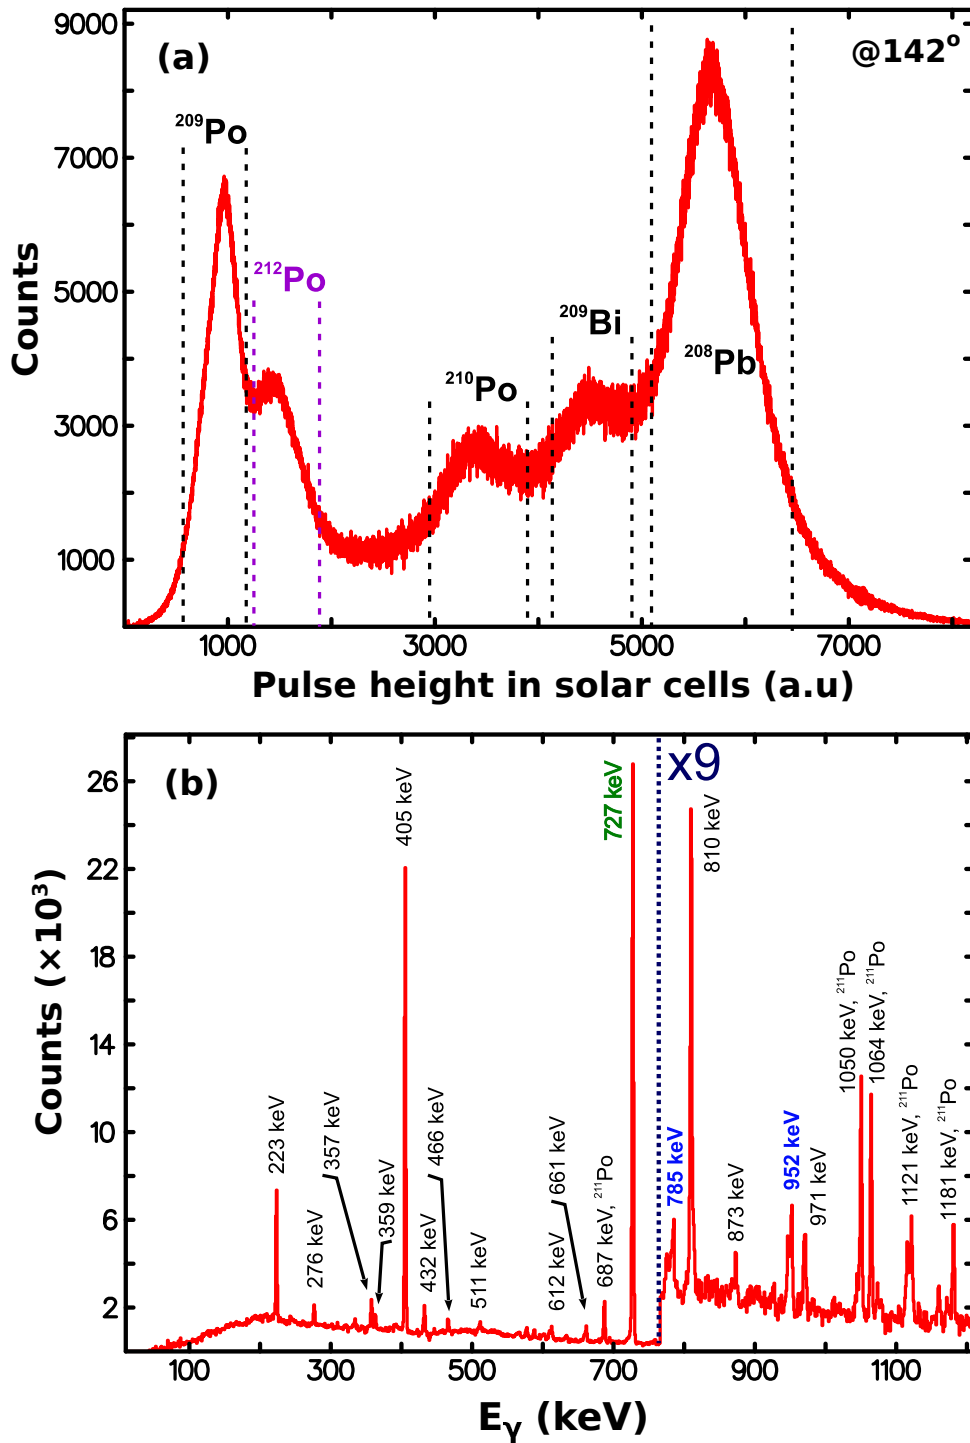 (a)
@142°
²⁰⁹Po
²¹²Po
²¹⁰Po
²⁰⁹Bi
²⁰⁸Pb
9000
7000
5000
3000
1000
Counts
1000 3000 5000 7000
Pulse height in solar cells (a.u)
(b)
x9
26
22
18
14
10
6
2
Counts (×10³)
223 keV
276 keV
357 keV
359 keV
405 keV
432 keV
466 keV
511 keV
612 keV
661 keV
687 keV, ²¹¹Po
727 keV
785 keV
810 keV
873 keV
952 keV
971 keV
1050 keV, ²¹¹Po
1064 keV, ²¹¹Po
1121 keV, ²¹¹Po
1181 keV, ²¹¹Po
100 300 500 700 900 1100
Eγ (keV)